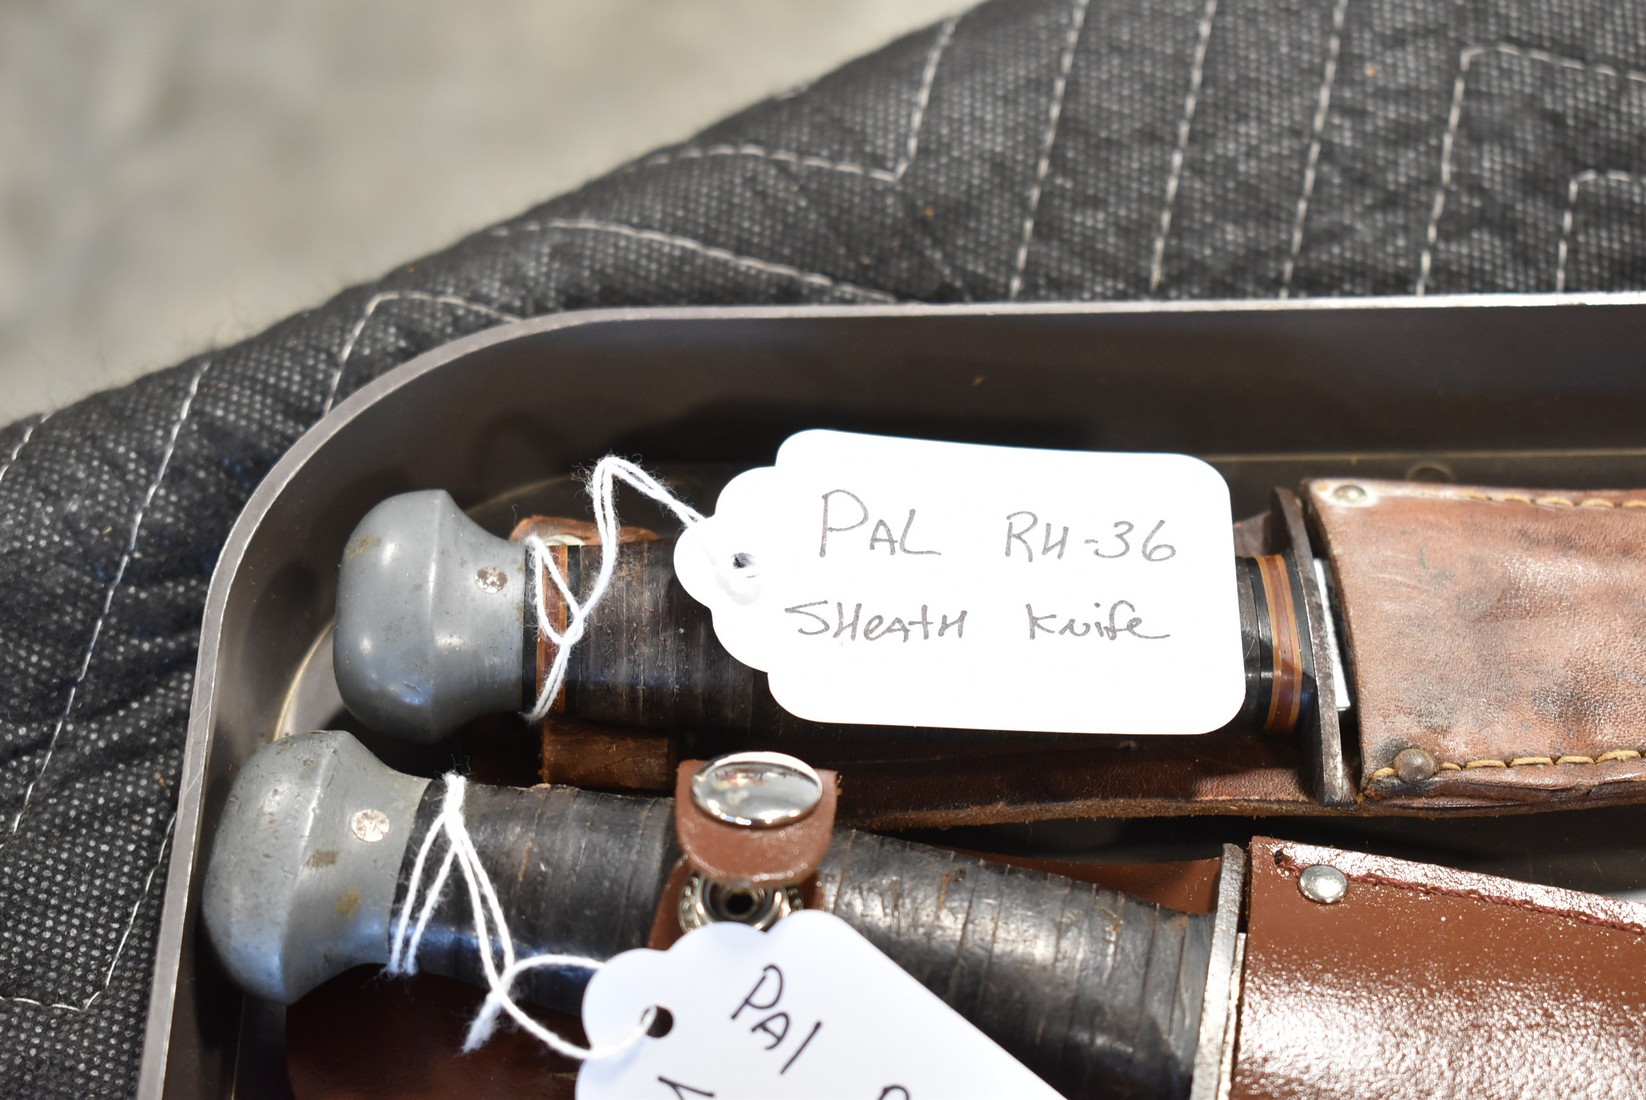 PAL RH-36
SHeATH Knife
PAl